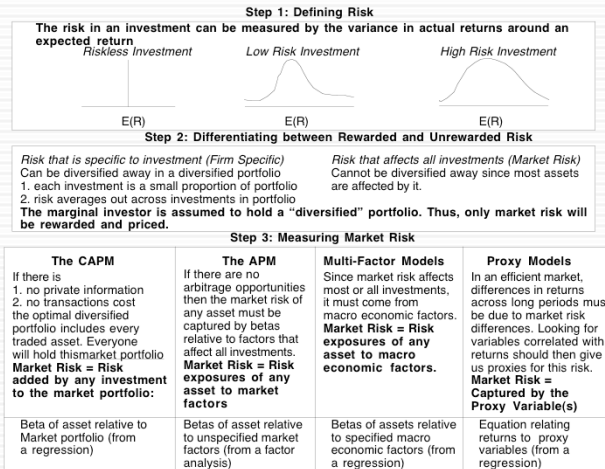 Step 1: Defining Risk
The risk in an investment can be measured by the variance in actual returns around an
expected return
Riskless Investment
Low Risk Investment
High Risk Investment
E(R)
E(R)
E(R)
Step 2: Differentiating between Rewarded and Unrewarded Risk
Risk that is specific to investment (Firm Specific)
Can be diversified away in a diversified portfolio
1. each investment is a small proportion of portfolio
2. risk averages out across investments in portfolio
Risk that affects all investments (Market Risk)
Cannot be diversified away since most assets
are affected by it.
The marginal investor is assumed to hold a “diversified” portfolio. Thus, only market risk will
be rewarded and priced.
Step 3: Measuring Market Risk
The CAPM
If there is
1. no private information
2. no transactions cost
the optimal diversified
portfolio includes every
traded asset. Everyone
will hold thismarket portfolio
Market Risk = Risk
added by any investment
to the market portfolio:
The APM
If there are no
arbitrage opportunities
then the market risk of
any asset must be
captured by betas
relative to factors that
affect all investments.
Market Risk = Risk
exposures of any
asset to market
factors
Multi-Factor Models
Since market risk affects
most or all investments,
it must come from
macro economic factors.
Market Risk = Risk
exposures of any
asset to macro
economic factors.
Proxy Models
In an efficient market,
differences in returns
across long periods mus
be due to market risk
differences. Looking for
variables correlated with
returns should then give
us proxies for this risk.
Market Risk =
Captured by the
Proxy Variable(s)
Beta of asset relative to
Market portfolio (from
a regression)
Betas of asset relative
to unspecified market
factors (from a factor
analysis)
Betas of assets relative
to specified macro
economic factors (from
a regression)
Equation relating
returns to proxy
variables (from a
regression)